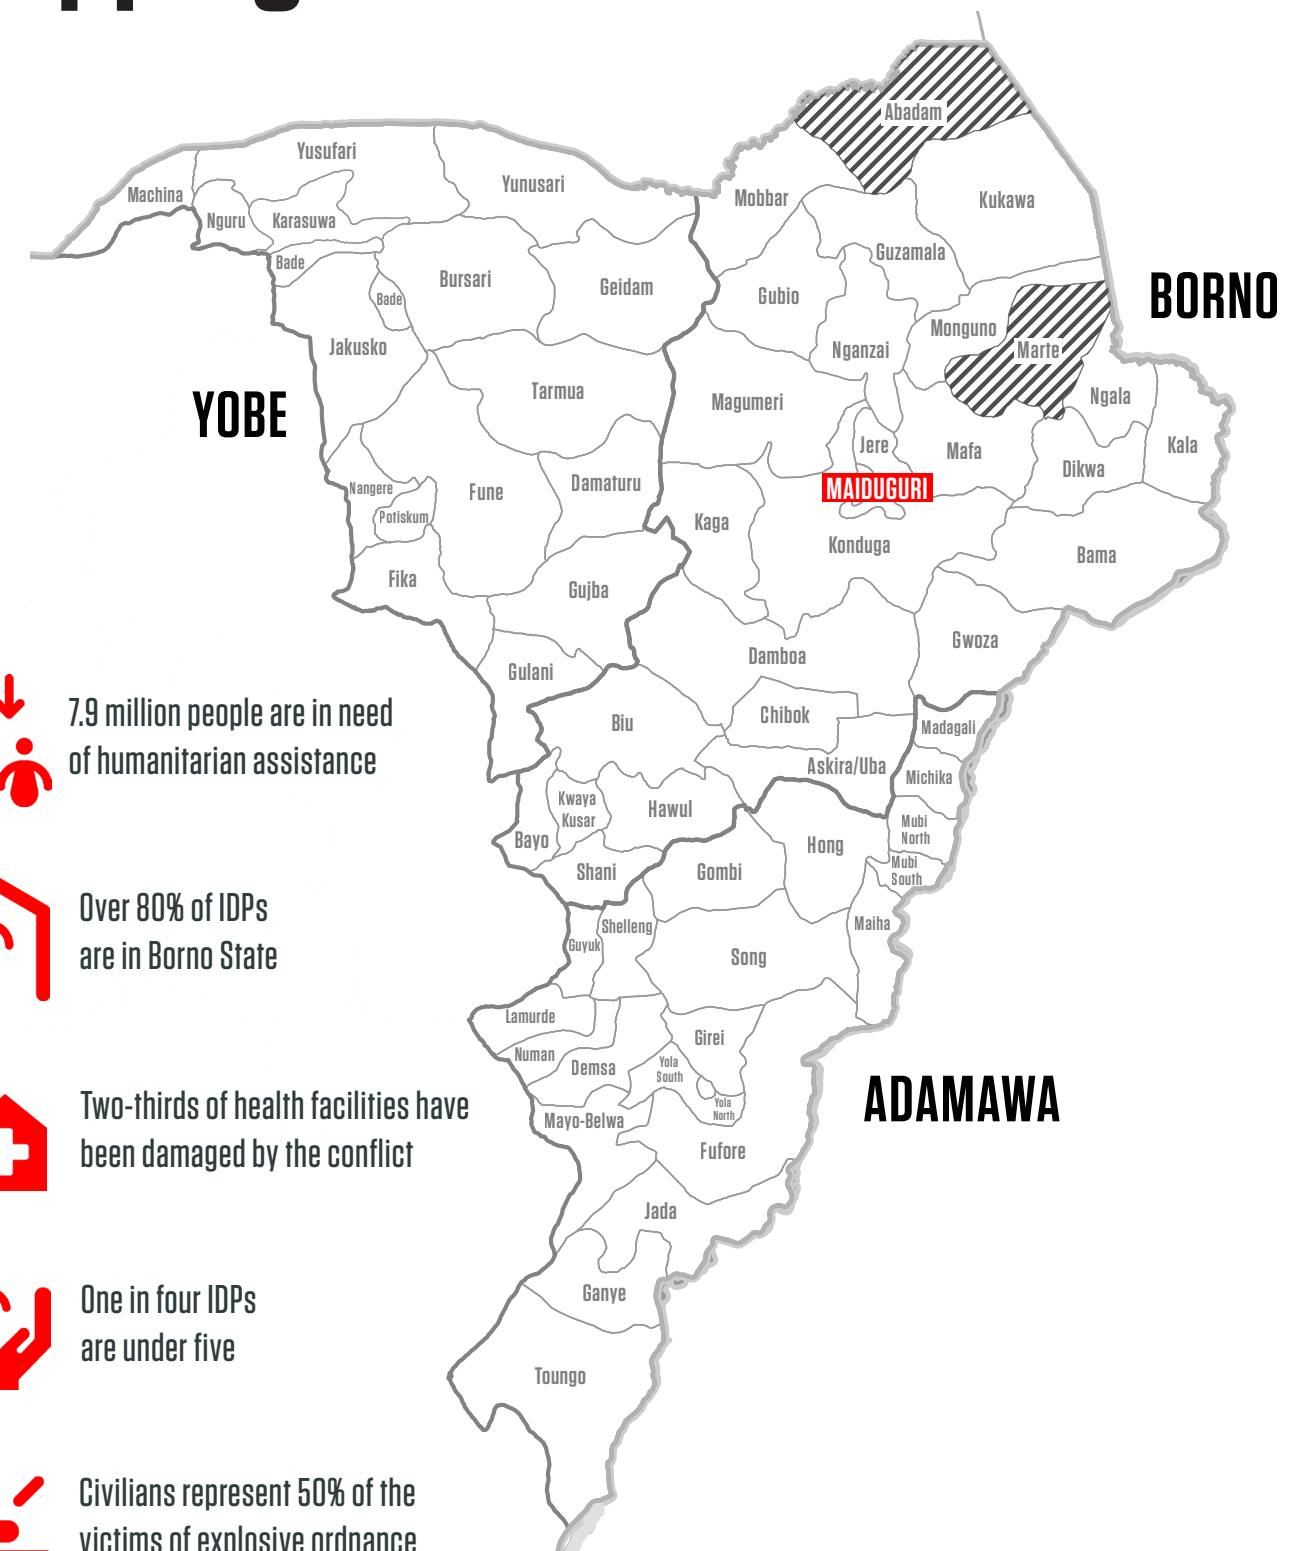 Abadam
Yusufari
Yunusari
Machina
Mobbar
Kukawa
Nguru
Karasuwa
Guzamala
Bade
Bursari
Geidam
Gubio
BORNO
Bade
Monguno
Jakusko
Nganzai
Marte
Tarmua
Magumeri
Ngala
YOBE
Jere
Mafa
Kala
Dikwa
Nangere
Fune
Damaturu
MAIDUGURI
Potiskum
Kaga
Konduga
Bama
Fika
Gujba
Gwoza
Damboa
Gulani
7.9 million people are in need
of humanitarian assistance
Biu
Chibok
Madagali
Askira/Uba
Michika
Kwaya
Kusar
Hawul
Mubi
North
Bayo
Hong
Shani
Gombi
Mubi
South
Over 80% of IDPs
are in Borno State
Shelleng
Maiha
Guyuk
Song
Lamurde
Girei
Numan
Demsa
Yola
South
ADAMAWA
Yola
North
Two-thirds of health facilities have
been damaged by the conflict
Mayo-Belwa
Fufore
Jada
Ganye
One in four IDPs
are under five
Toungo
Civilians represent 50% of the
victims of explosive ordnance